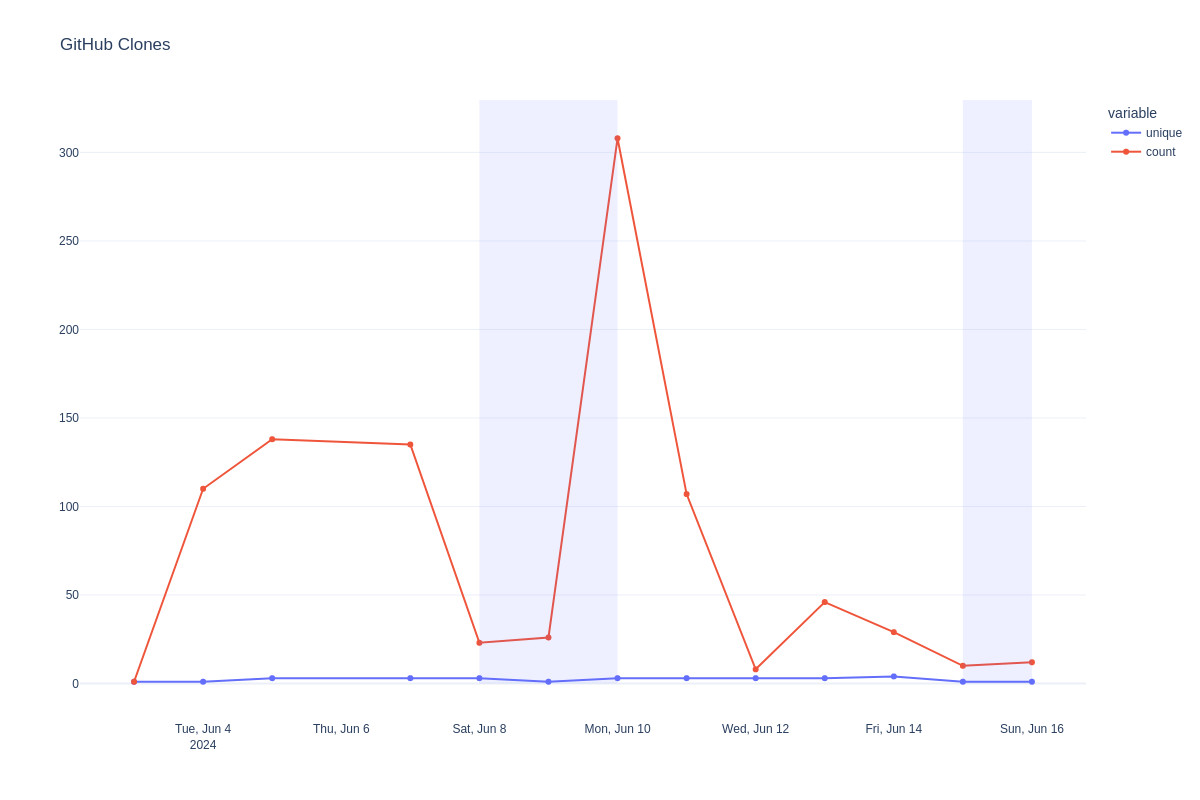 GitHub Clones
variable
unique
count
300
250
200
150
100
50
0
Tue, Jun 4
2024
Thu, Jun 6
Sat, Jun 8
Mon, Jun 10
Wed, Jun 12
Fri, Jun 14
Sun, Jun 16